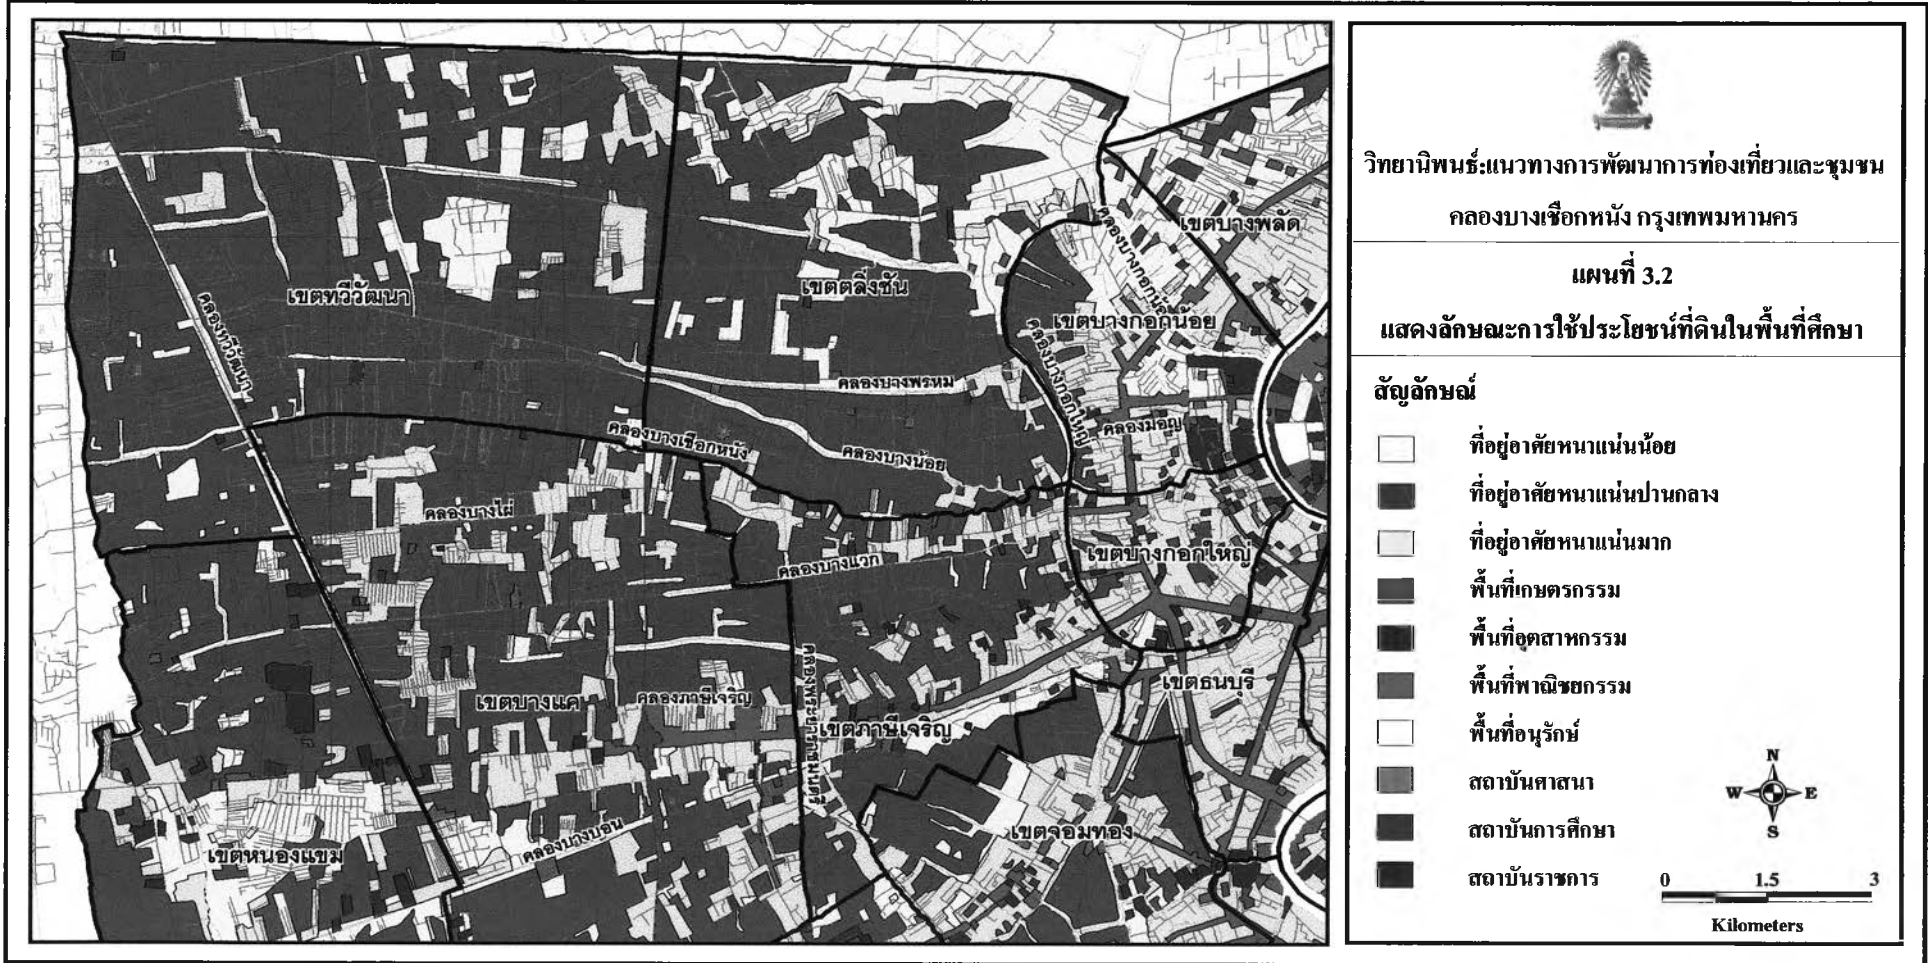 วิทยานิพนธ์:แนวทางการพัฒนาการท่องเที่ยวและชุมชน
คลองบางเชือกหนัง กรุงเทพมหานคร
แผนที่ 3.2
แสดงลักษณะการใช้ประโยชน์ที่ดินในพื้นที่ศึกษา
สัญลักษณ์
ที่อยู่อาศัยหนาแน่นน้อย
ที่อยู่อาศัยหนาแน่นปานกลาง
ที่อยู่อาศัยหนาแน่นมาก
พื้นที่เกษตรกรรม
พื้นที่อุตสาหกรรม
พื้นที่พาณิชยกรรม
พื้นที่อนุรักษ์
สถาบันศาสนา
สถาบันการศึกษา
สถาบันราชการ
N
W E
S
0 1.5 3
Kilometers
เขตบางพลัด
คลองบางกอกน้อย
เขตทวีวัฒนา
เขตตลิ่งชัน
เขตบางกอกน้อย
คลองทวีวัฒนา
คลองบางกอกใหญ่
คลองบางพรหม
คลองมอญ
คลองบางเชือกหนัง
คลองบางน้อย
คลองบางไผ่
คลองบางแวก
เขตบางกอกใหญ่
เขตธนบุรี
เขตบางแค
คลองภาษีเจริญ
เขตภาษีเจริญ
คลองบางบอน
เขตจอมทอง
เขตหนองแขม